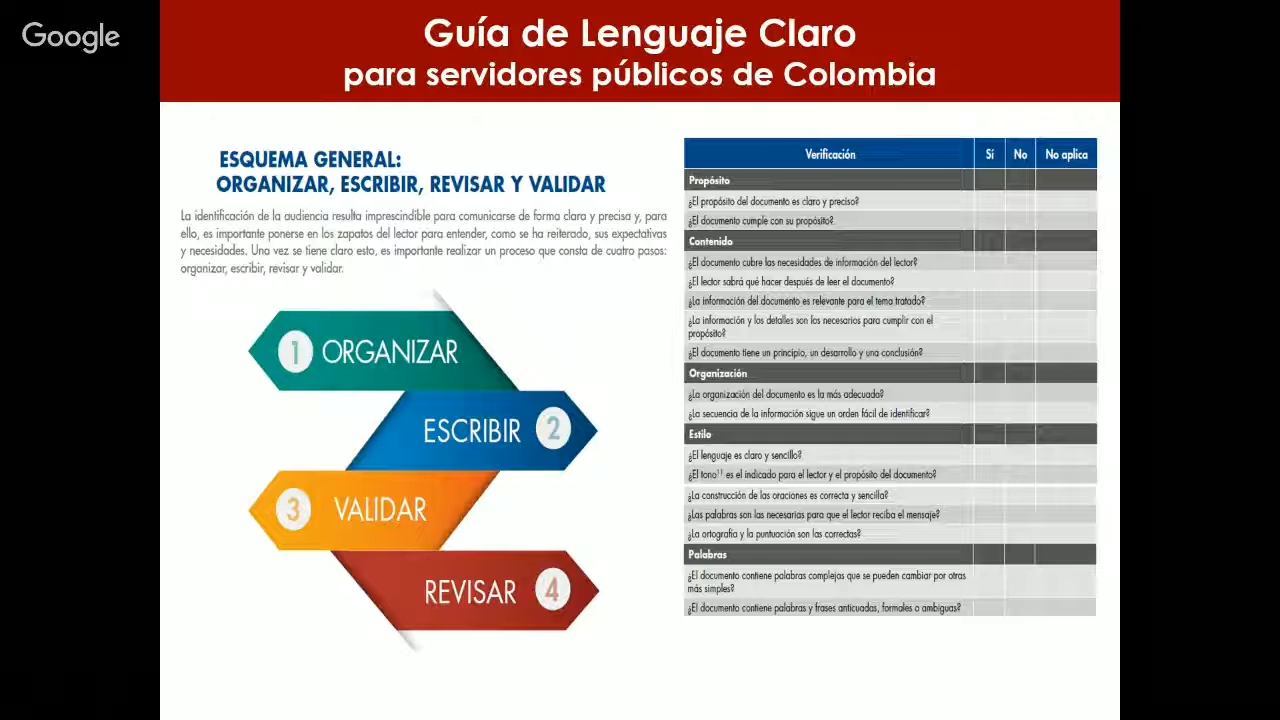 Google
Guía de Lenguaje Claro
para servidores públicos de Colombia
ESQUEMA GENERAL:
ORGANIZAR, ESCRIBIR, REVISAR Y VALIDAR
La identificación de la audiencia resulta imprescindible para comunicarse de forma clara y precisa y, para
ello, es importante ponerse en los zapatos del lector para entender, como se ha reiterado, sus expectativas
y necesidades. Una vez se tiene claro esto, es importante realizar un proceso que consta de cuatro pasos:
organizar, escribir, revisar y validar.
1 ORGANIZAR
ESCRIBIR 2
3 VALIDAR
REVISAR 4
Verificación Sí No No aplica
Propósito
¿El propósito del documento es claro y preciso?
¿El documento cumple con su propósito?
Contenido
¿El documento cubre las necesidades de información del lector?
¿El lector sabrá qué hacer después de leer el documento?
¿La información del documento es relevante para el tema tratado?
¿La información y los detalles son los necesarios para cumplir con el
propósito?
¿El documento tiene un principio, un desarrollo y una conclusión?
Organización
¿La organización del documento es la más adecuada?
¿La secuencia de la información sigue un orden fácil de identificar?
Estilo
¿El lenguaje es claro y sencillo?
¿El tono¹¹ es el indicado para el lector y el propósito del documento?
¿La construcción de las oraciones es correcta y sencilla?
¿Las palabras son las necesarias para que el lector reciba el mensaje?
¿La ortografía y la puntuación son las correctas?
Palabras
¿El documento contiene palabras complejas que se pueden cambiar por otras
más simples?
¿El documento contiene palabras y frases anticuadas, formales o ambiguas?